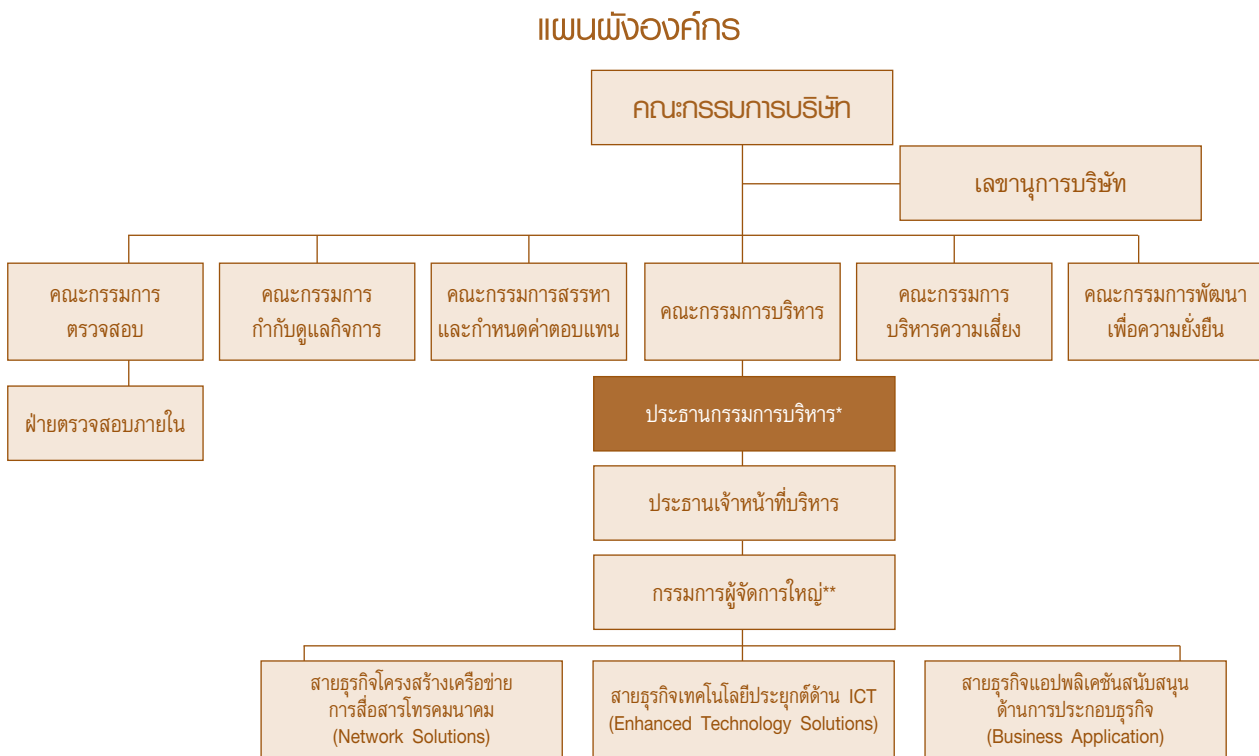 แผนผังองค์กร
คณะกรรมการบริษัท
เลขานุการบริษัท
คณะกรรมการ
ตรวจสอบ
คณะกรรมการ
กำกับดูแลกิจการ
คณะกรรมการสรรหา
และกำหนดค่าตอบแทน
คณะกรรมการบริหาร
คณะกรรมการ
บริหารความเสี่ยง
คณะกรรมการพัฒนา
เพื่อความยั่งยืน
ฝ่ายตรวจสอบภายใน
ประธานกรรมการบริหาร*
ประธานเจ้าหน้าที่บริหาร
กรรมการผู้จัดการใหญ่**
สายธุรกิจโครงสร้างเครือข่าย
การสื่อสารโทรคมนาคม
(Network Solutions)
สายธุรกิจเทคโนโลยีประยุกต์ด้าน ICT
(Enhanced Technology Solutions)
สายธุรกิจแอปพลิเคชันสนับสนุน
ด้านการประกอบธุรกิจ
(Business Application)